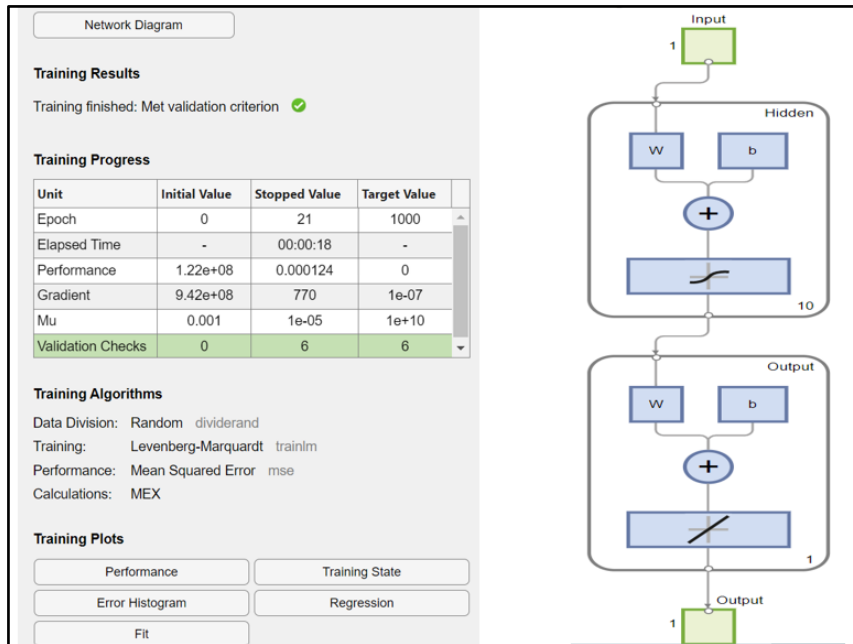 Network Diagram
Training Results
Training finished: Met validation criterion
Training Progress
Unit Initial Value Stopped Value Target Value
Epoch 0 21 1000
Elapsed Time - 00:00:18 -
Performance 1.22e+08 0.000124 0
Gradient 9.42e+08 770 1e-07
Mu 0.001 1e-05 1e+10
Validation Checks 0 6 6
Training Algorithms
Data Division: Random dividerand
Training: Levenberg-Marquardt trainlm
Performance: Mean Squared Error mse
Calculations: MEX
Training Plots
Performance Training State
Error Histogram Regression
Fit
Input
1
Hidden
W b
+
10
Output
W b
+
1
Output
1